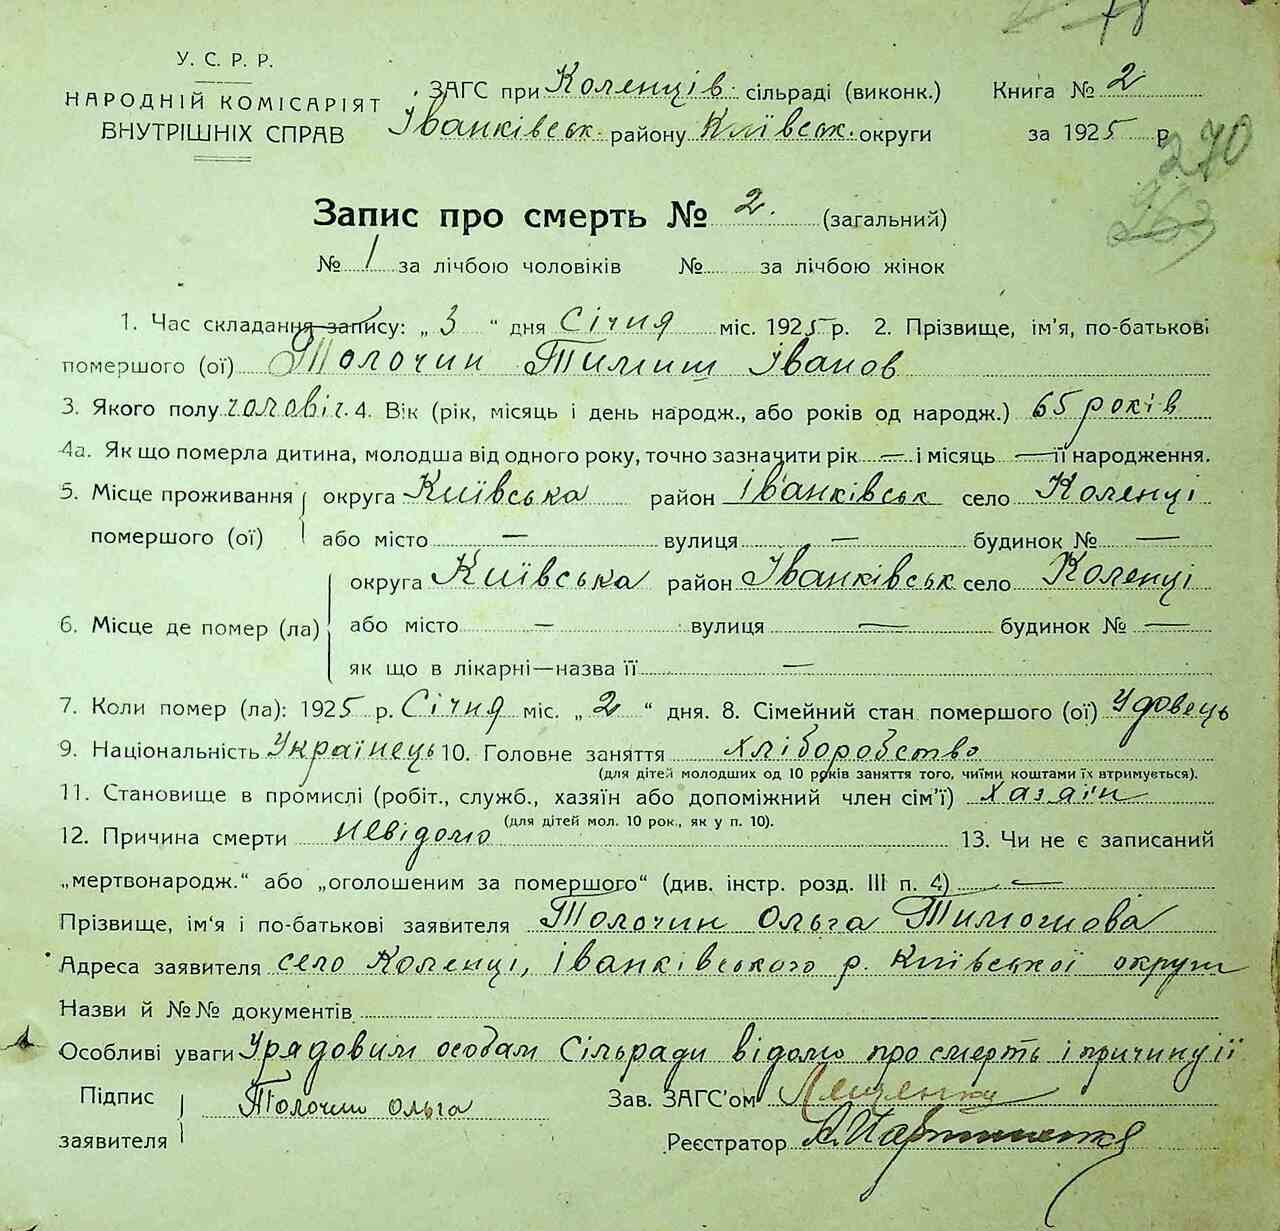 78
У. С. Р. Р.
НАРОДНІЙ КОМІСАРІЯТ
ВНУТРІШНІХ СПРАВ
ЗАГС при Коленців. сільраді (виконк.)
Книга № 2
Іванківськ. району Київськ. округи
за 1925 р.
270
Запис про смерть № 2. (загальний)
№ 1 за лічбою чоловіків № за лічбою жінок
1. Час складання запису: „ 3 “ дня Січня міс. 1925 р. 2. Прізвище, ім’я, по-батькові
помершого (ої) Толочин Тимиш Іванов
3. Якого полу чоловіч. 4. Вік (рік, місяць і день народж., або років од народж.) 65 років
4а. Як що померла дитина, молодша від одного року, точно зазначити рік — і місяць — її народження.
5. Місце проживання помершого (ої) округа Київська район Іванківськ село Коленці
або місто — вулиця — будинок № —
6. Місце де помер (ла) округа Київська район Іванківськ село Коленці
або місто — вулиця — будинок № —
як що в лікарні—назва її —
7. Коли помер (ла): 1925 р. Січня міс. „ 2 “ дня. 8. Сімейний стан помершого (ої) Удовець
9. Національність Українець 10. Головне заняття хліборобство
(для дітей молодших од 10 років заняття того, чиїми коштами їх втримується).
11. Становище в промислі (робіт., служб., хазяїн або допоміжний член сім’ї) хазаїн
(для дітей мол. 10 рок., як у п. 10).
12. Причина смерти невідомо 13. Чи не є записаний
„мертвонародж.“ або „оголошеним за помершого“ (див. інстр. розд. III п. 4) —
Прізвище, ім’я і по-батькові заявителя Толочин Ольга Тимошова
Адреса заявителя село Коленці, Іванківського р. Київської округи
Назви й №№ документів
Особливі уваги Урядовим особам Сільради відомо про смерть і причину її
Підпис заявителя Толочин Ольга
Зав. ЗАГС’ом
Реєстратор